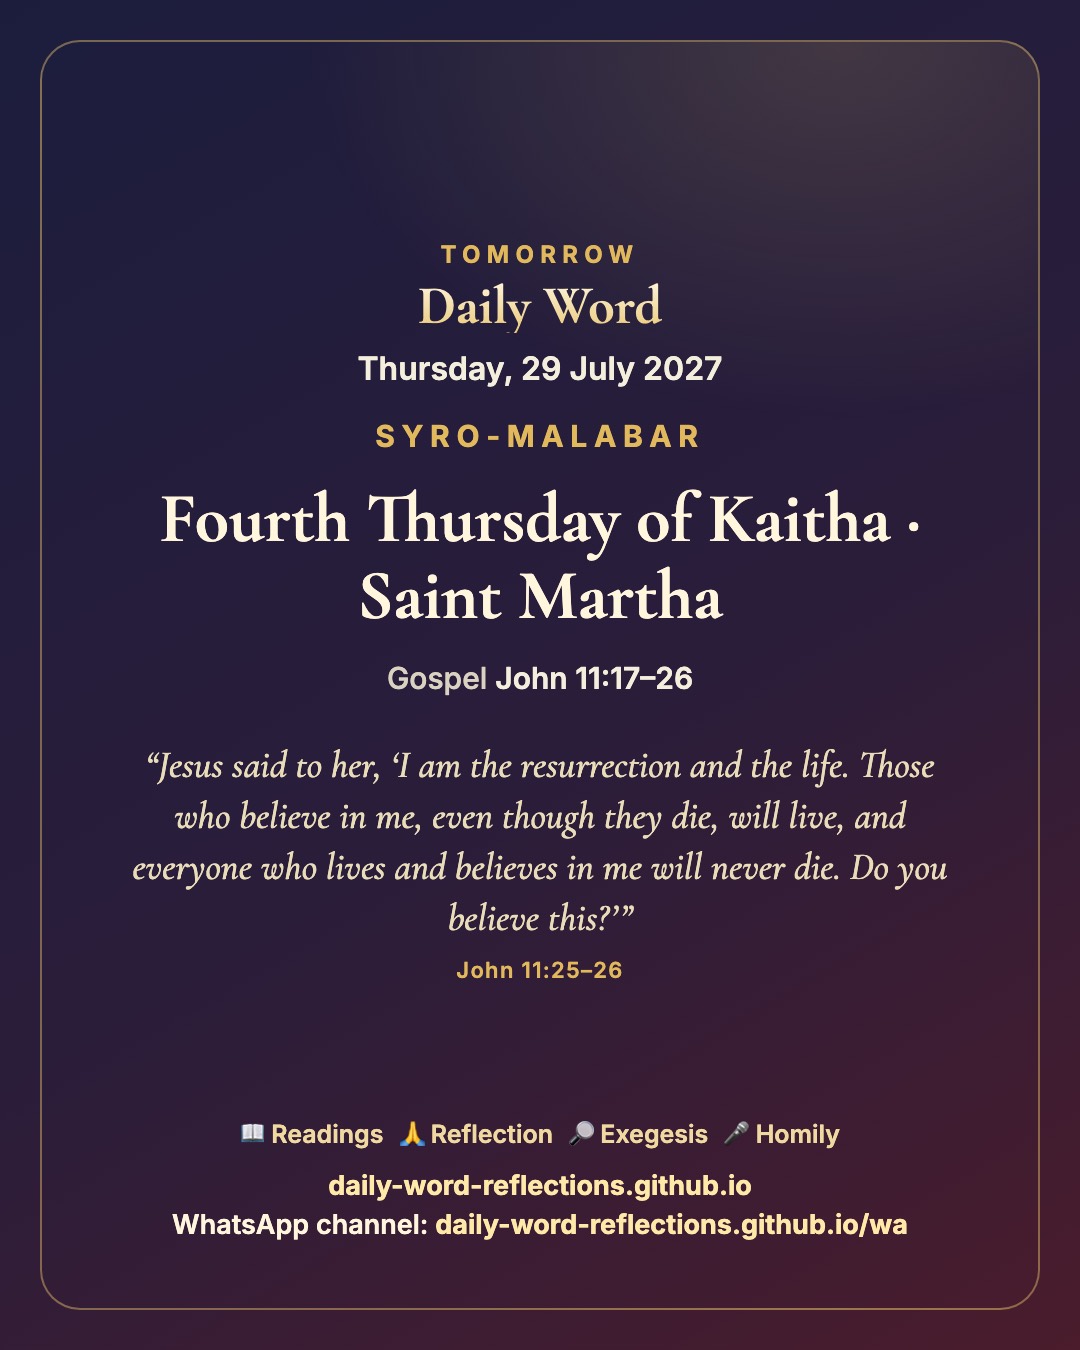 TOMORROW
Daily Word
Thursday, 29 July 2027
SYRO-MALABAR
Fourth Thursday of Kaitha ·
Saint Martha
Gospel John 11:17–26
“Jesus said to her, ‘I am the resurrection and the life. Those
who believe in me, even though they die, will live, and
everyone who lives and believes in me will never die. Do you
believe this?’”
John 11:25–26
📖 Readings 🙏 Reflection 🔎 Exegesis 🎤 Homily
daily-word-reflections.github.io
WhatsApp channel: daily-word-reflections.github.io/wa